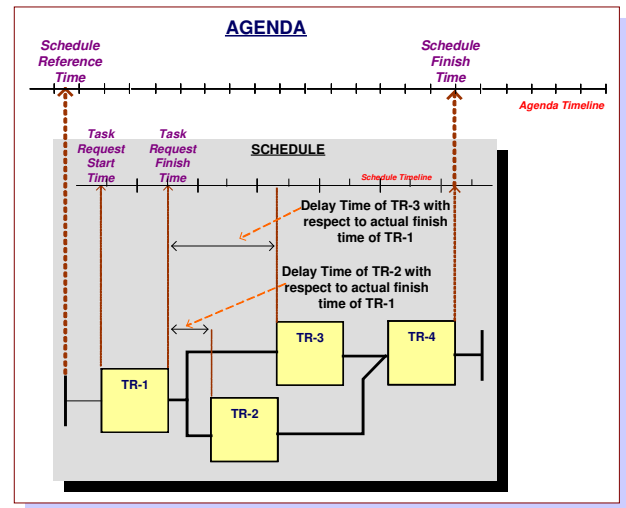 AGENDA
Schedule
Reference
Time
Schedule
Finish
Time
Agenda Timeline
Task
Request
Start
Time
Task
Request
Finish
Time
SCHEDULE
Schedule Timeline
Delay Time of TR-3 with
respect to actual finish
time of TR-1
Delay Time of TR-2 with
respect to actual finish
time of TR-1
TR-3
TR-4
TR-1
TR-2